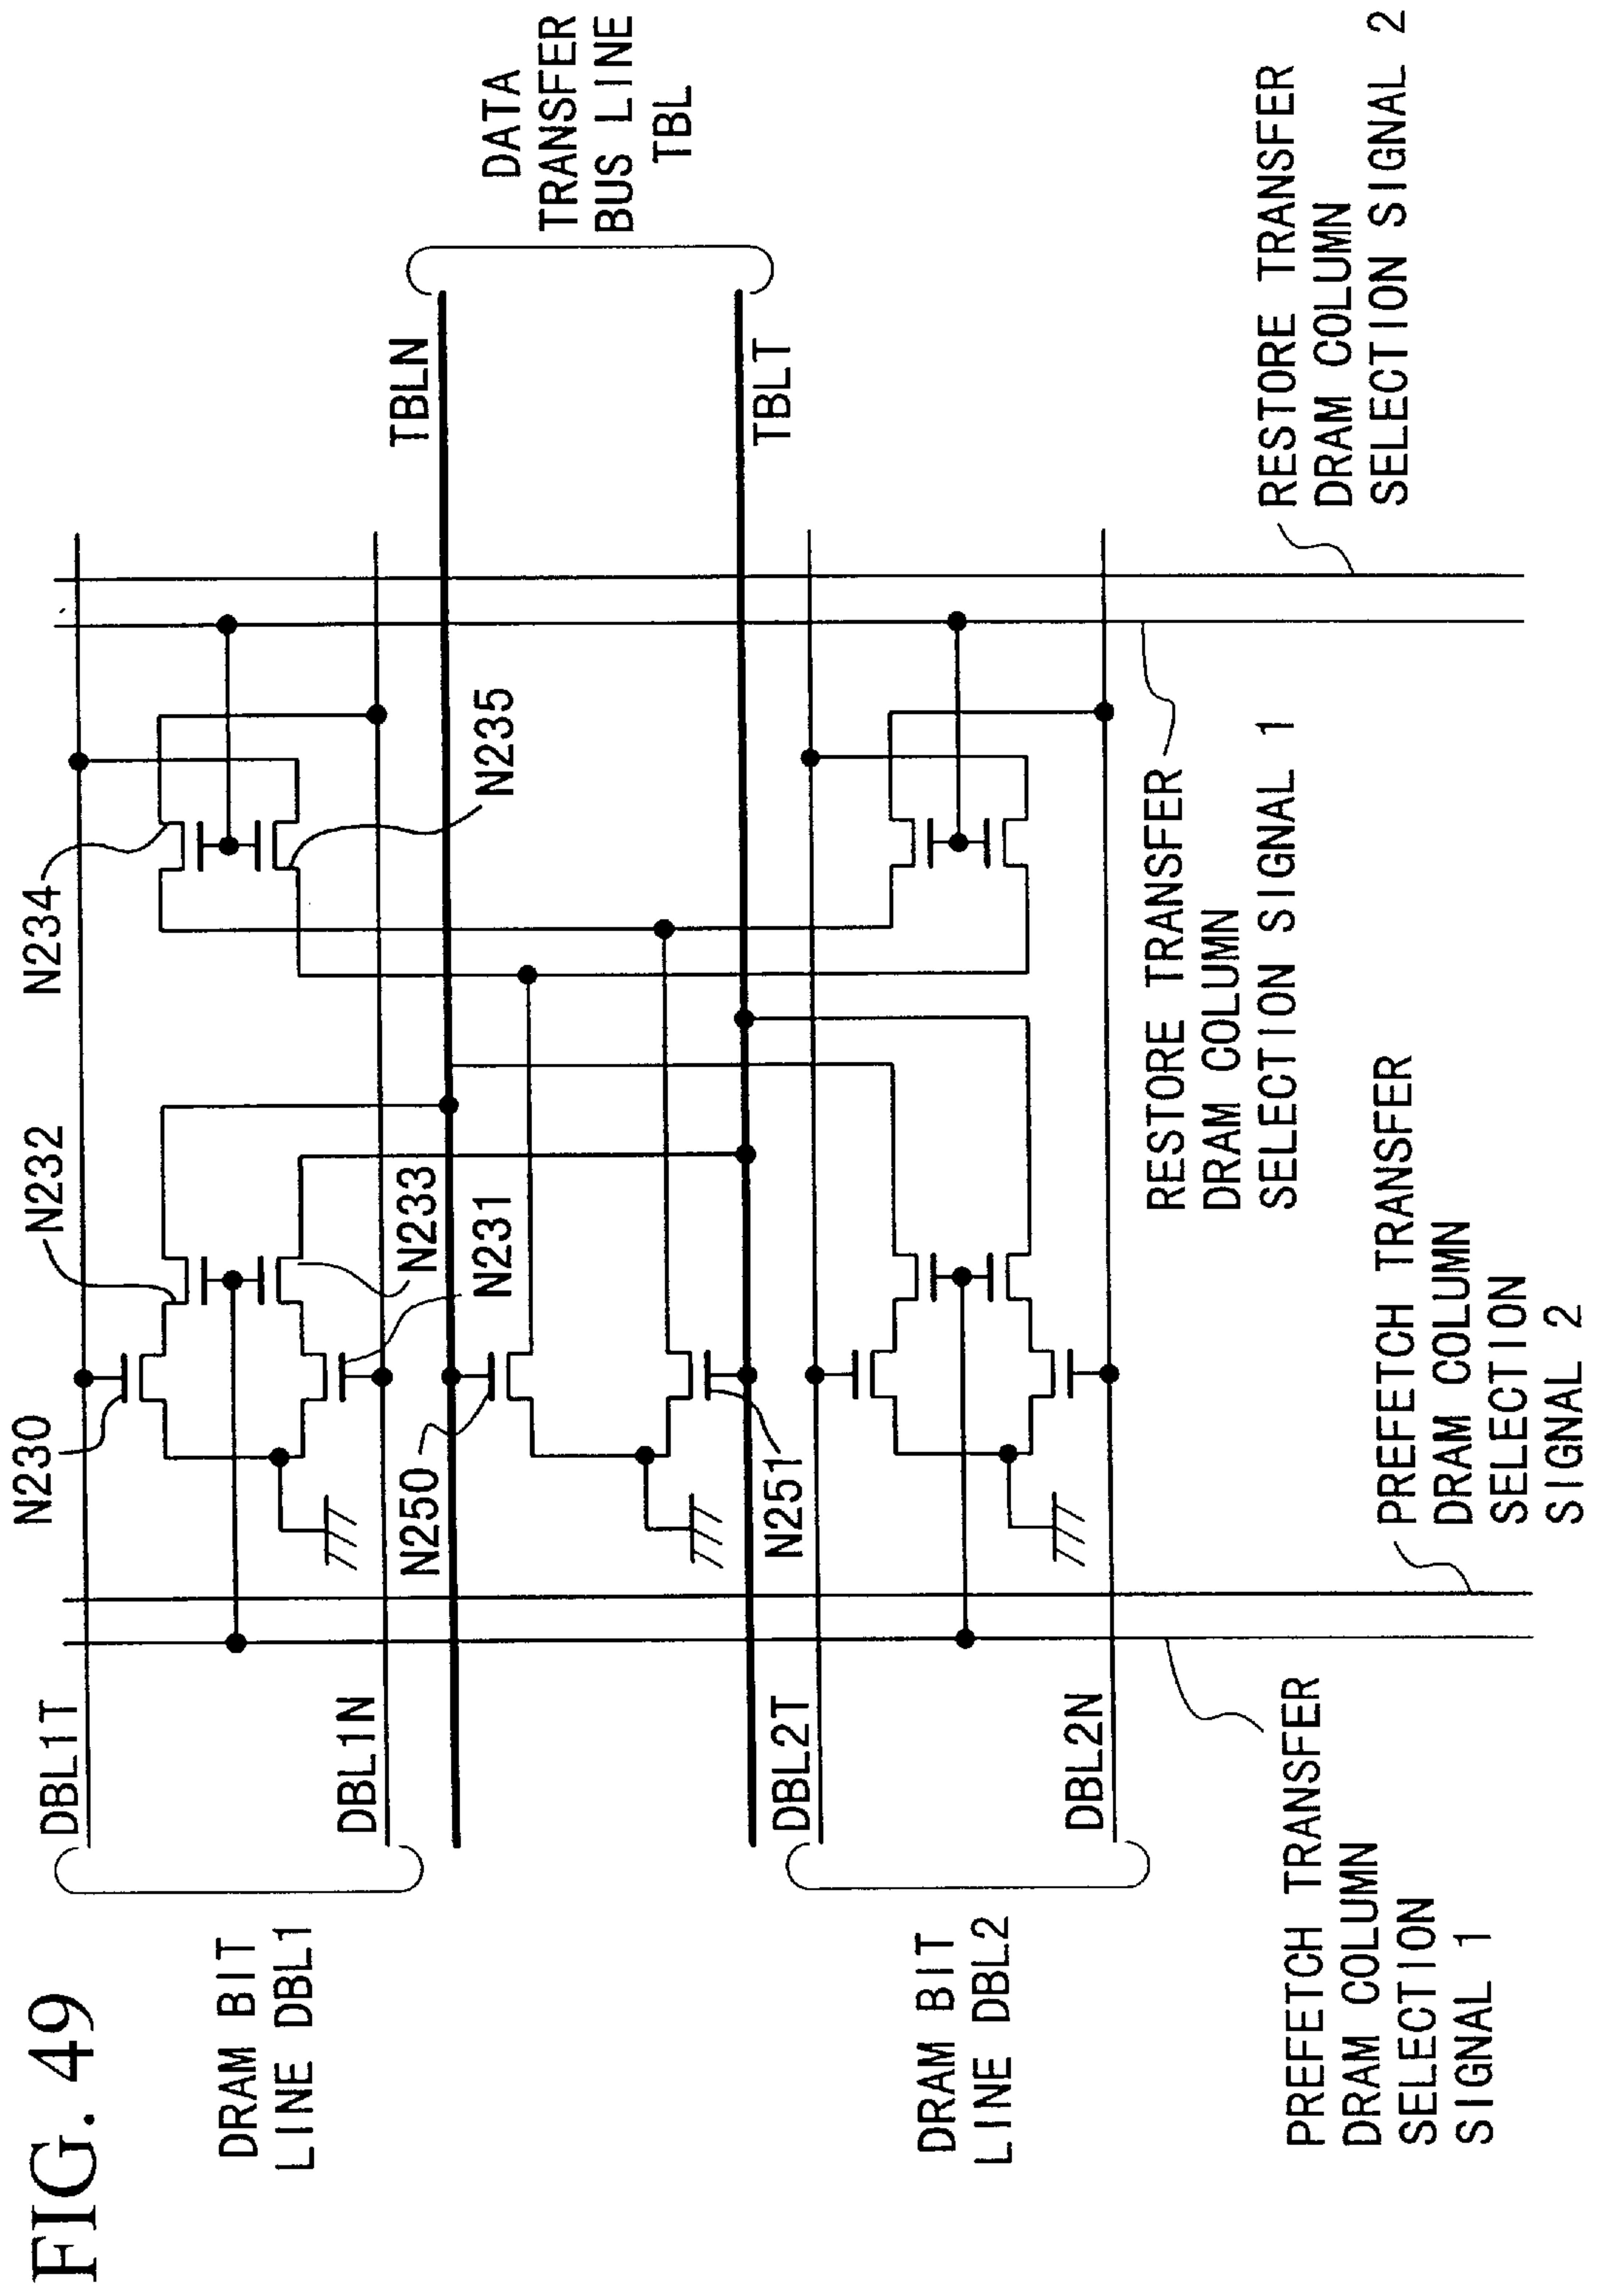 FIG. 49
DRAM BIT
LINE DBL1
DRAM BIT
LINE DBL2
DBL1T
DBL1N
DBL2T
DBL2N
N230
N232
N234
N233
N231
N235
N250
N251
TBLN
TBLT
DATA
TRANSFER
BUS LINE
TBL
PREFETCH TRANSFER
DRAM COLUMN
SELECTION
SIGNAL 1
PREFETCH TRANSFER
DRAM COLUMN
SELECTION
SIGNAL 2
RESTORE TRANSFER
DRAM COLUMN
SELECTION SIGNAL 1
RESTORE TRANSFER
DRAM COLUMN
SELECTION SIGNAL 2